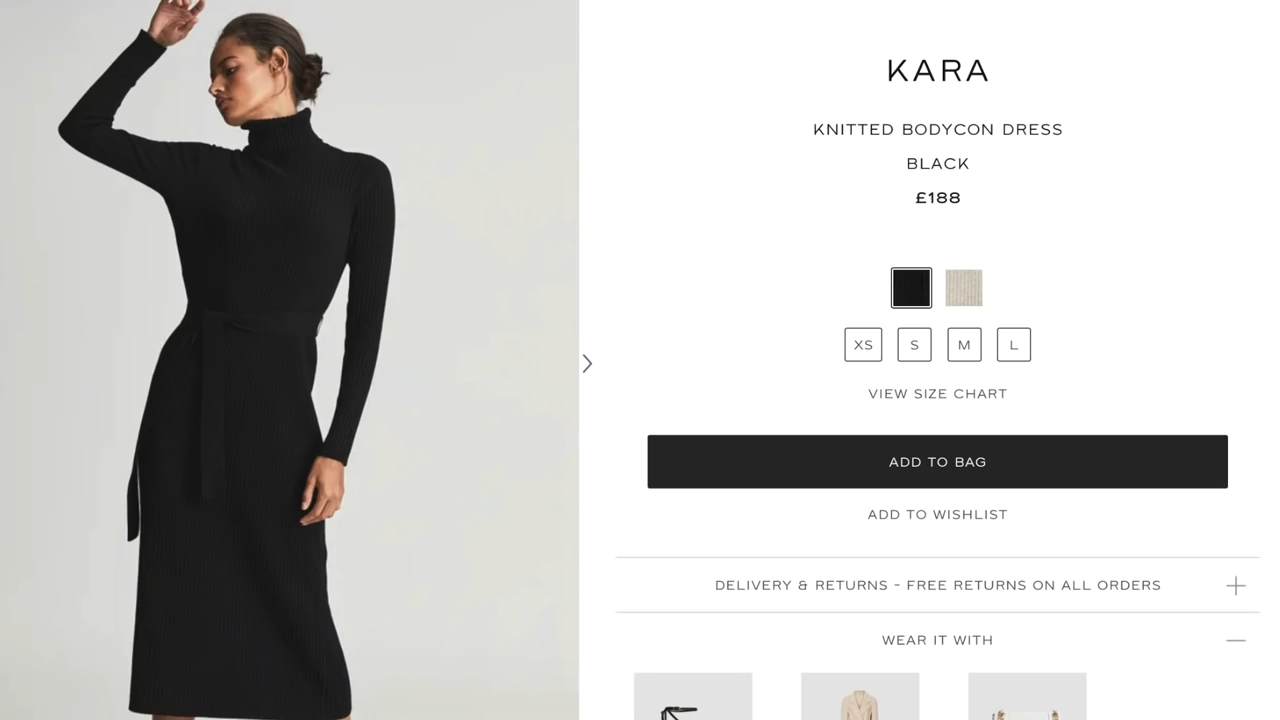 KARA
KNITTED BODYCON DRESS
BLACK
£188
XS S M L
VIEW SIZE CHART
ADD TO BAG
ADD TO WISHLIST
DELIVERY & RETURNS - FREE RETURNS ON ALL ORDERS
WEAR IT WITH